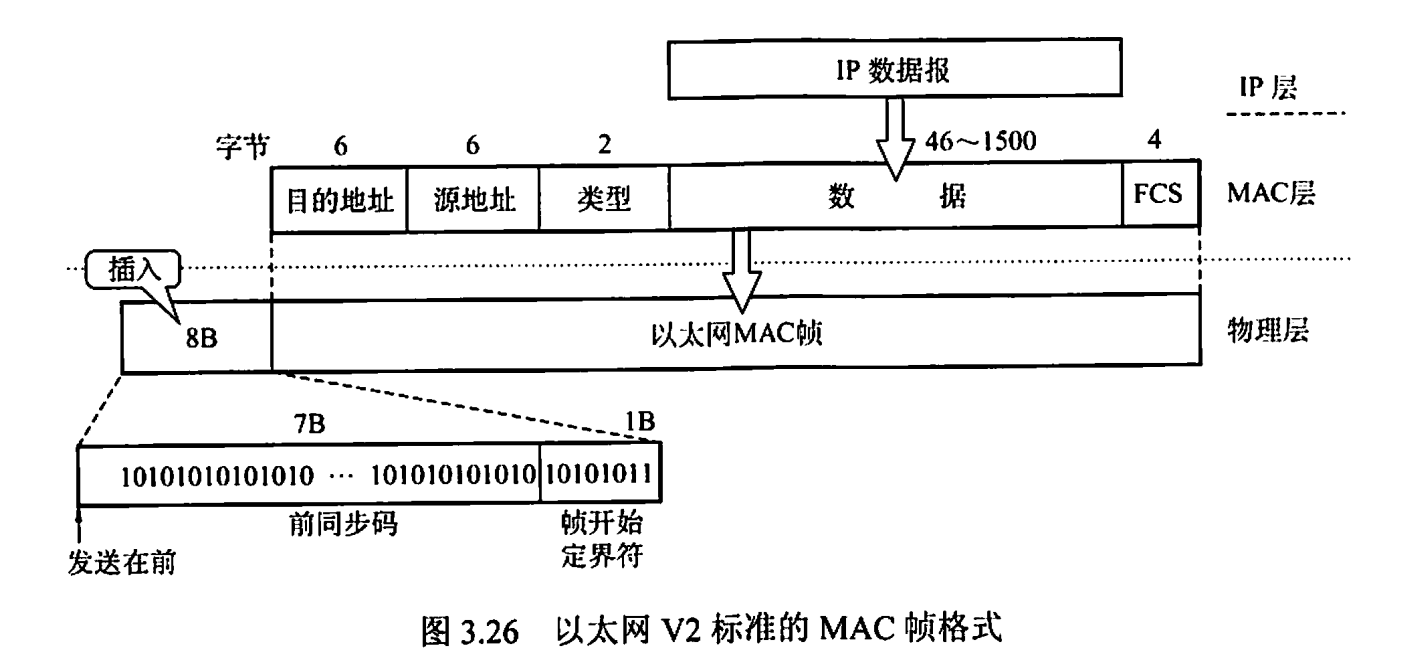 IP 数据报
IP 层
字节 6 6 2 46～1500 4
目的地址 源地址 类型 数 据 FCS MAC层
插入
8B 以太网MAC帧 物理层
7B 1B
10101010101010 … 101010101010 10101011
前同步码 帧开始
定界符
发送在前
图 3.26 以太网 V2 标准的 MAC 帧格式